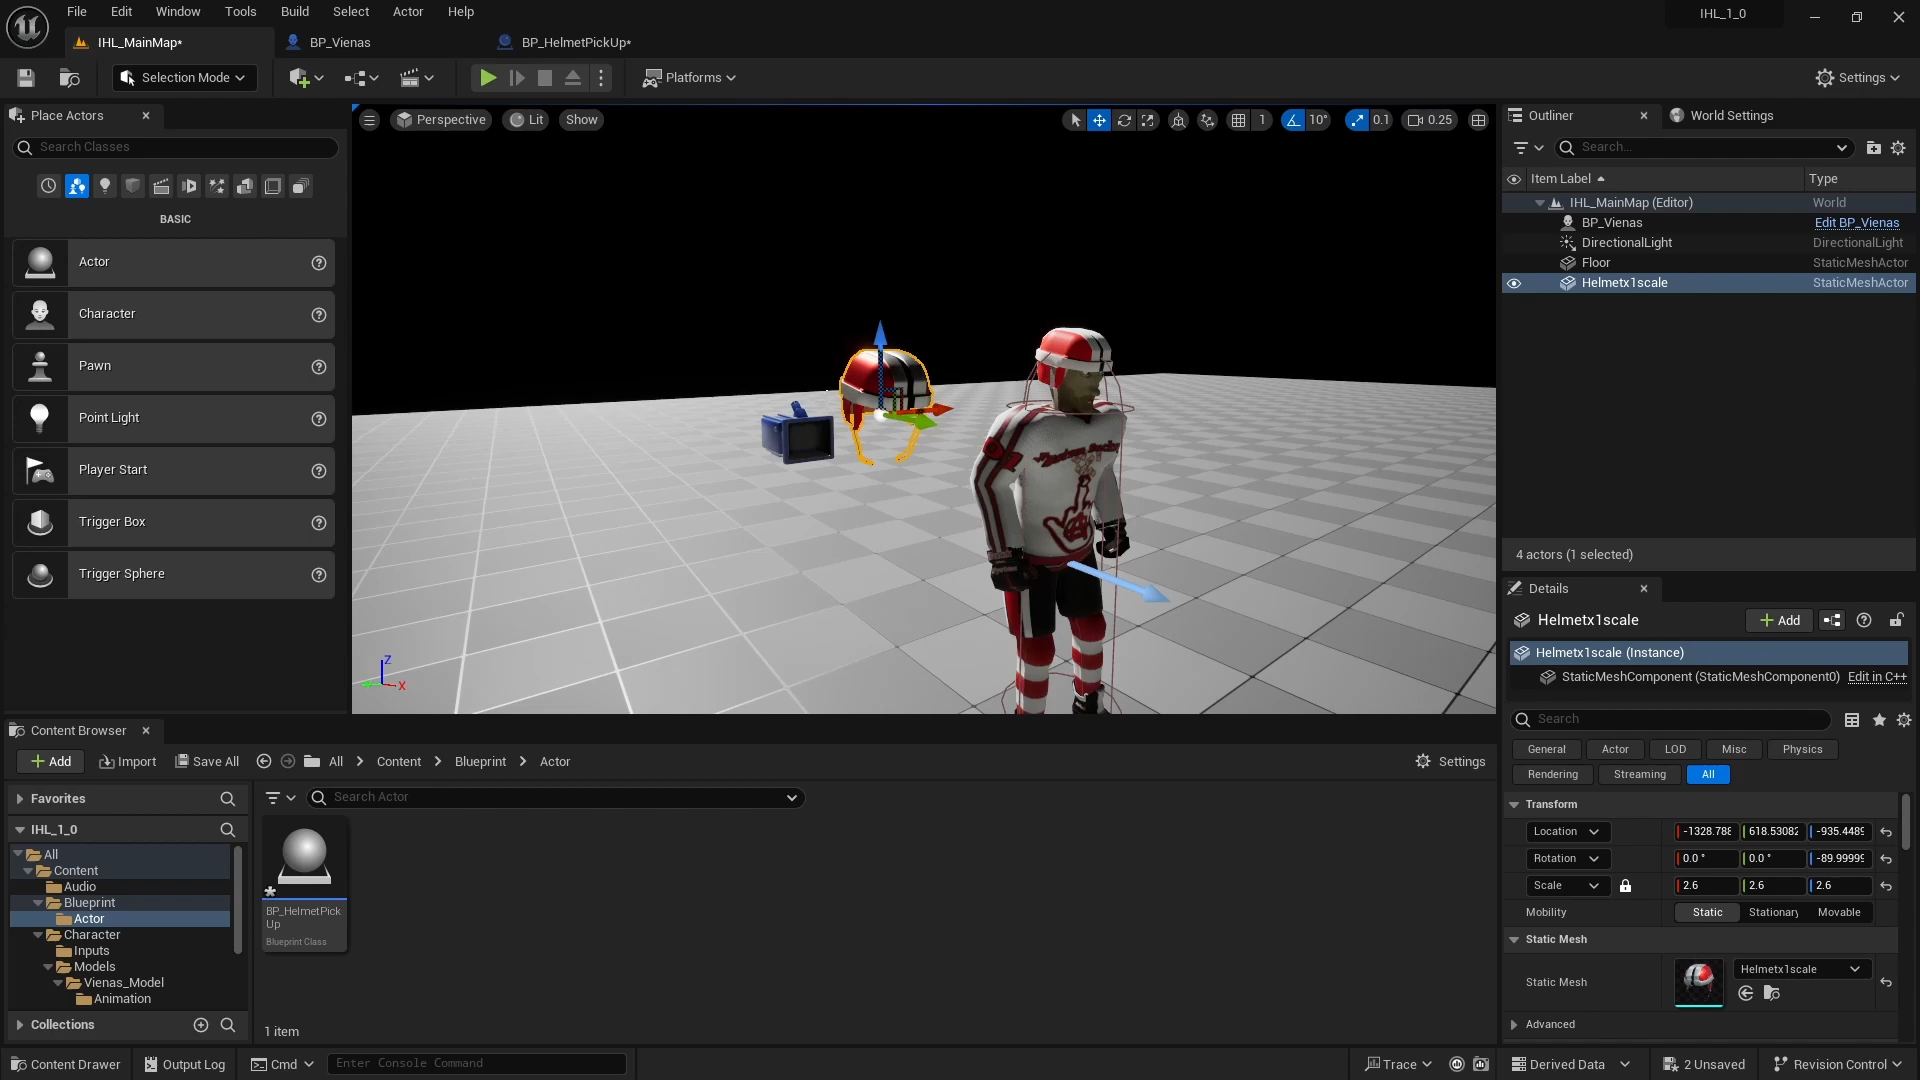 File Edit Window Tools Build Select Actor Help
IHL_1_0
IHL_MainMap*
BP_Vienas
BP_HelmetPickUp*
Selection Mode
Platforms
Settings
Place Actors
Search Classes
BASIC
Actor
Character
Pawn
Point Light
Player Start
Trigger Box
Trigger Sphere
Perspective
Lit
Show
1
10°
0.1
0.25
Z
X
Outliner
World Settings
Search...
Item Label
Type
IHL_MainMap (Editor)
World
BP_Vienas
Edit BP_Vienas
DirectionalLight
DirectionalLight
Floor
StaticMeshActor
Helmetx1scale
StaticMeshActor
4 actors (1 selected)
Details
Helmetx1scale
Add
Helmetx1scale (Instance)
StaticMeshComponent (StaticMeshComponent0)
Edit in C++
Search
General
Actor
LOD
Misc
Physics
Rendering
Streaming
All
Transform
Location
-1328.788
618.53082
-935.4489
Rotation
0.0 °
0.0 °
-89.99999
Scale
2.6
2.6
2.6
Mobility
Static
Stationary
Movable
Static Mesh
Static Mesh
Helmetx1scale
Advanced
Content Browser
Add
Import
Save All
All
Content
Blueprint
Actor
Settings
Favorites
IHL_1_0
All
Content
Audio
Blueprint
Actor
Character
Inputs
Models
Vienas_Model
Animation
Collections
Search Actor
BP_HelmetPick
Up
Blueprint Class
1 item
Content Drawer
Output Log
Cmd
Enter Console Command
Trace
Derived Data
2 Unsaved
Revision Control